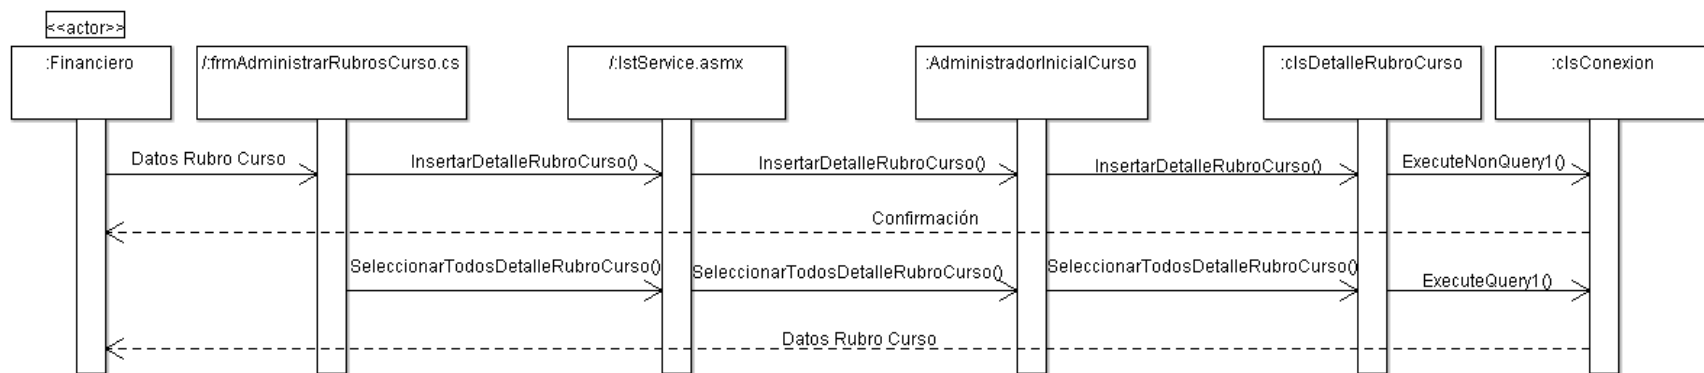 <<actor>>
:Financiero
/:frmAdministrarRubrosCurso.cs
/:IstService.asmx
:AdministradorInicialCurso
:clsDetalleRubroCurso
:clsConexion
Datos Rubro Curso
InsertarDetalleRubroCurso()
InsertarDetalleRubroCurso()
InsertarDetalleRubroCurso()
ExecuteNonQuery1()
Confirmación
SeleccionarTodosDetalleRubroCurso()
SeleccionarTodosDetalleRubroCurso()
SeleccionarTodosDetalleRubroCurso()
ExecuteQuery1()
Datos Rubro Curso